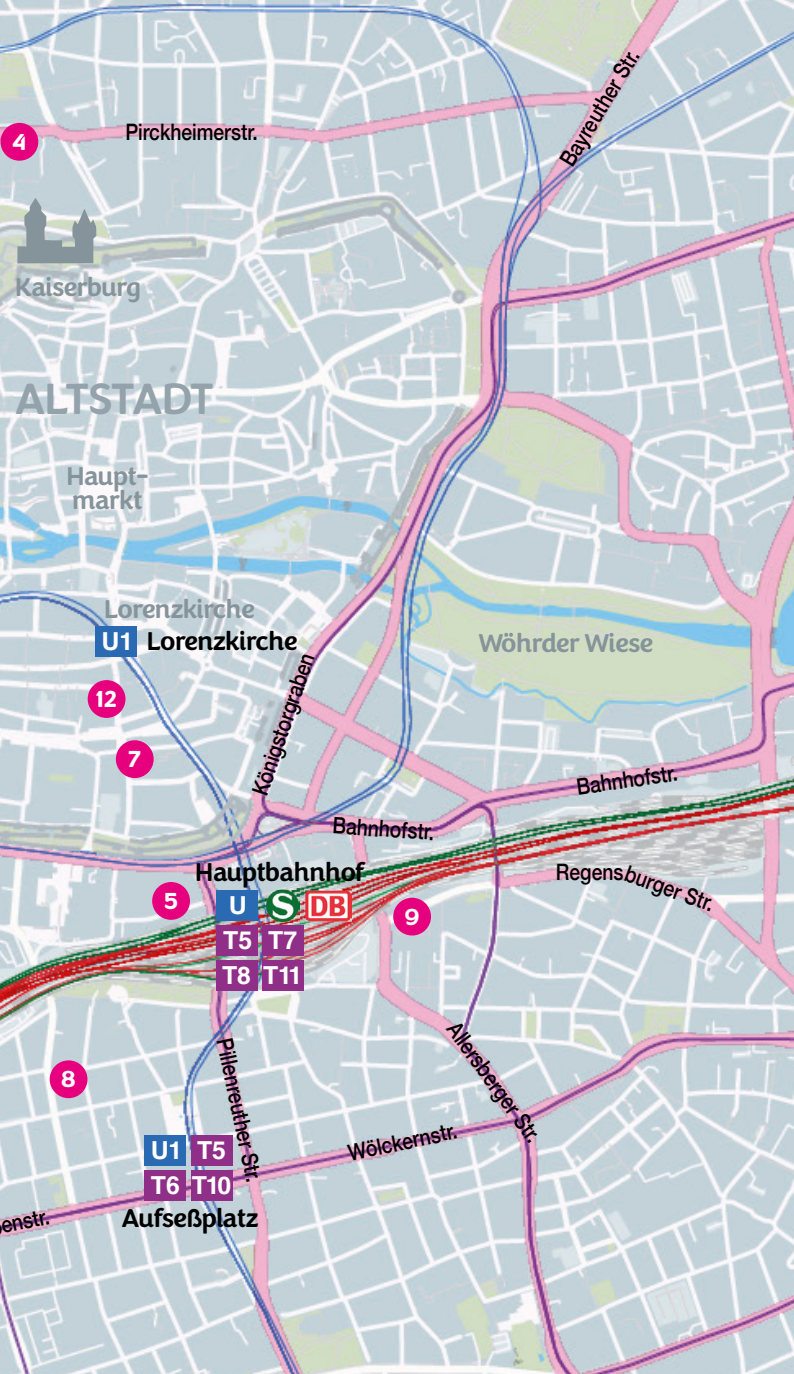 Bayreuther Str.
Pirckheimerstr.
4
Kaiserburg
ALTSTADT
Haupt-
markt
Lorenzkirche
U1 Lorenzkirche
Wöhrder Wiese
12
7
Königstorgraben
Bahnhofstr.
Bahnhofstr.
Hauptbahnhof
U S DB
T5 T7
T8 T11
5
9
Regensburger Str.
8
Pillenreuther Str.
Allersberger Str.
Wölckernstr.
U1 T5
T6 T10
Aufseßplatz
enstr.